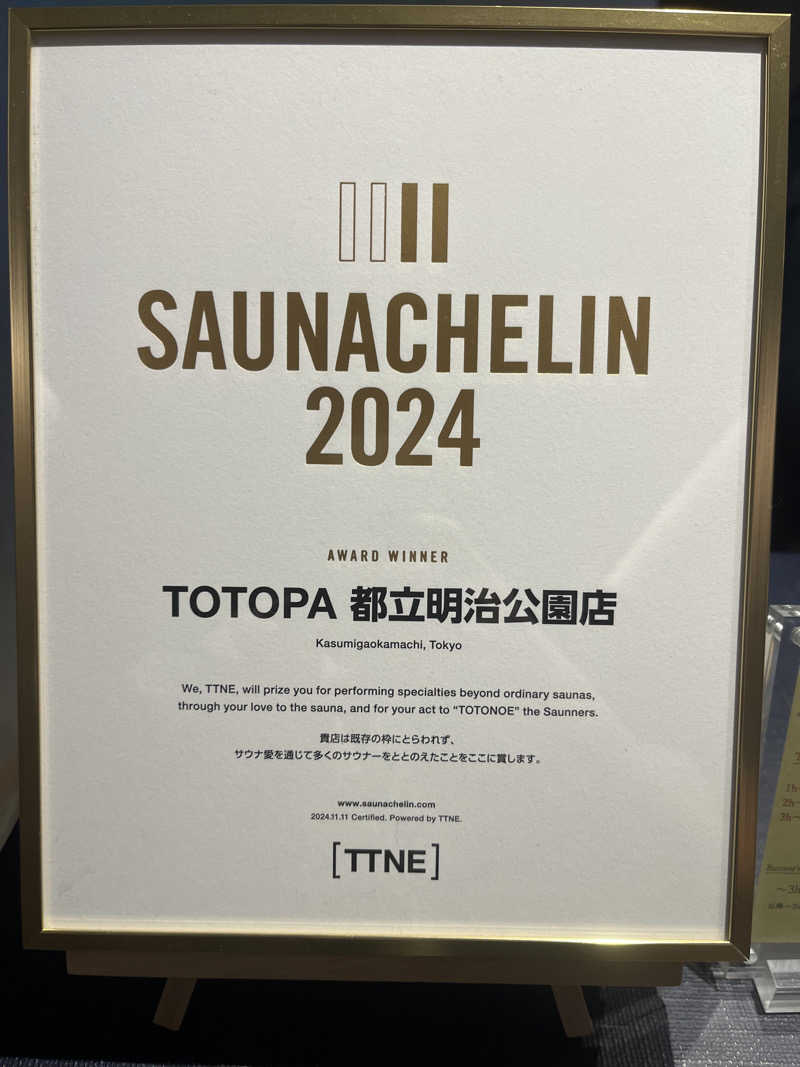 SAUNACHELIN
2024
AWARD WINNER
TOTOPA 都立明治公園店
Kasumigaokamachi, Tokyo
We, TTNE, will prize you for performing specialties beyond ordinary saunas,
through your love to the sauna, and for your act to “TOTONOE” the Saunners.
貴店は既存の枠にとらわれず、
サウナ愛を通じて多くのサウナーをととのえたことをここに賞します。
www.saunachelin.com
2024.11.11 Certified. Powered by TTNE.
[TTNE]
1h~
2h~
3h~
~3h